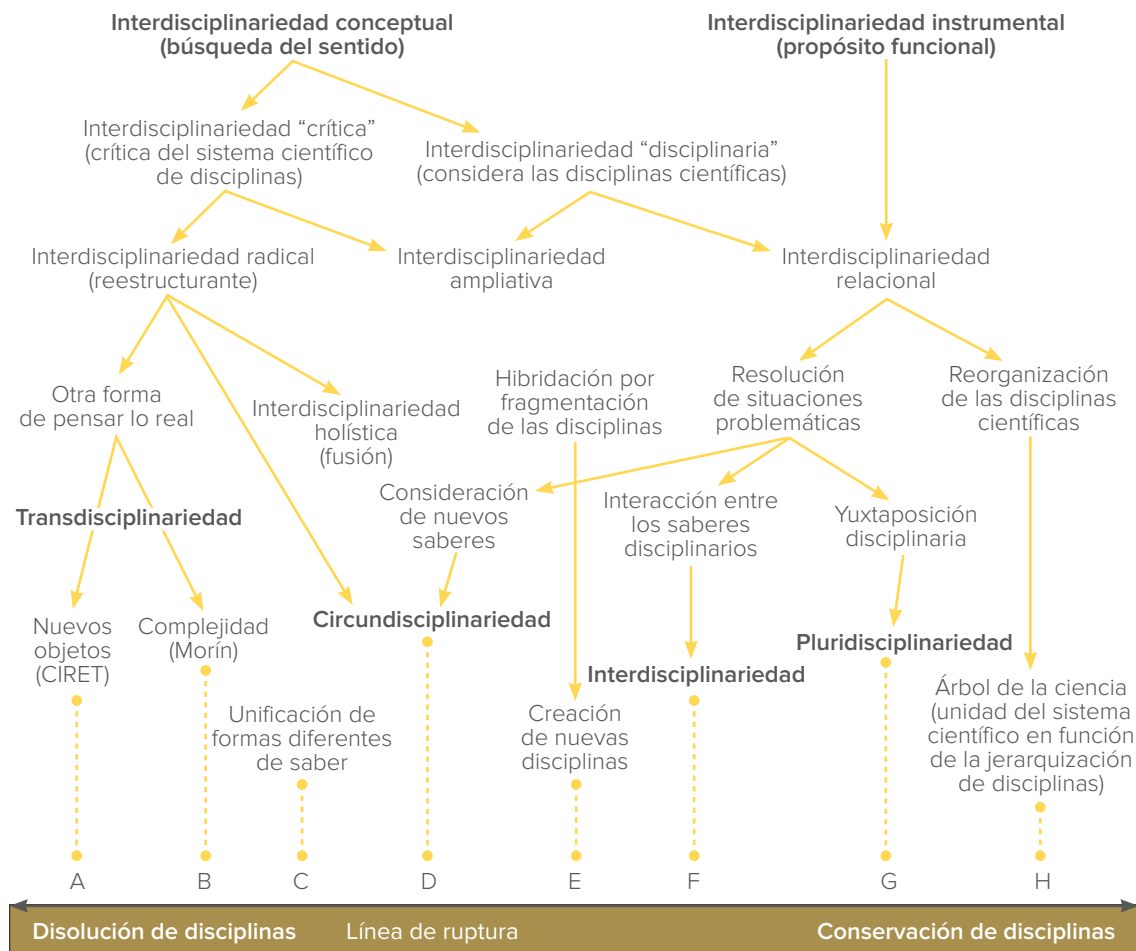 Interdisciplinariedad conceptual
(búsqueda del sentido)
Interdisciplinariedad instrumental
(propósito funcional)
Interdisciplinariedad “crítica”
(crítica del sistema científico
de disciplinas)
Interdisciplinariedad “disciplinaria”
(considera las disciplinas científicas)
Interdisciplinariedad radical
(reestructurante)
Interdisciplinariedad
ampliativa
Interdisciplinariedad
relacional
Otra forma
de pensar lo real
Interdisciplinariedad
holística
(fusión)
Hibridación por
fragmentación
de las disciplinas
Resolución
de situaciones
problemáticas
Reorganización
de las disciplinas
científicas
Transdisciplinariedad
Consideración
de nuevos
saberes
Interacción entre
los saberes
disciplinarios
Yuxtaposición
disciplinaria
Nuevos
objetos
(CIRET)
Complejidad
(Morín)
Circundisciplinariedad
Interdisciplinariedad
Pluridisciplinariedad
Unificación de
formas diferentes
de saber
Creación
de nuevas
disciplinas
Árbol de la ciencia
(unidad del sistema
científico en función
de la jerarquización
de disciplinas)
A B C D E F G H
Disolución de disciplinas Línea de ruptura Conservación de disciplinas